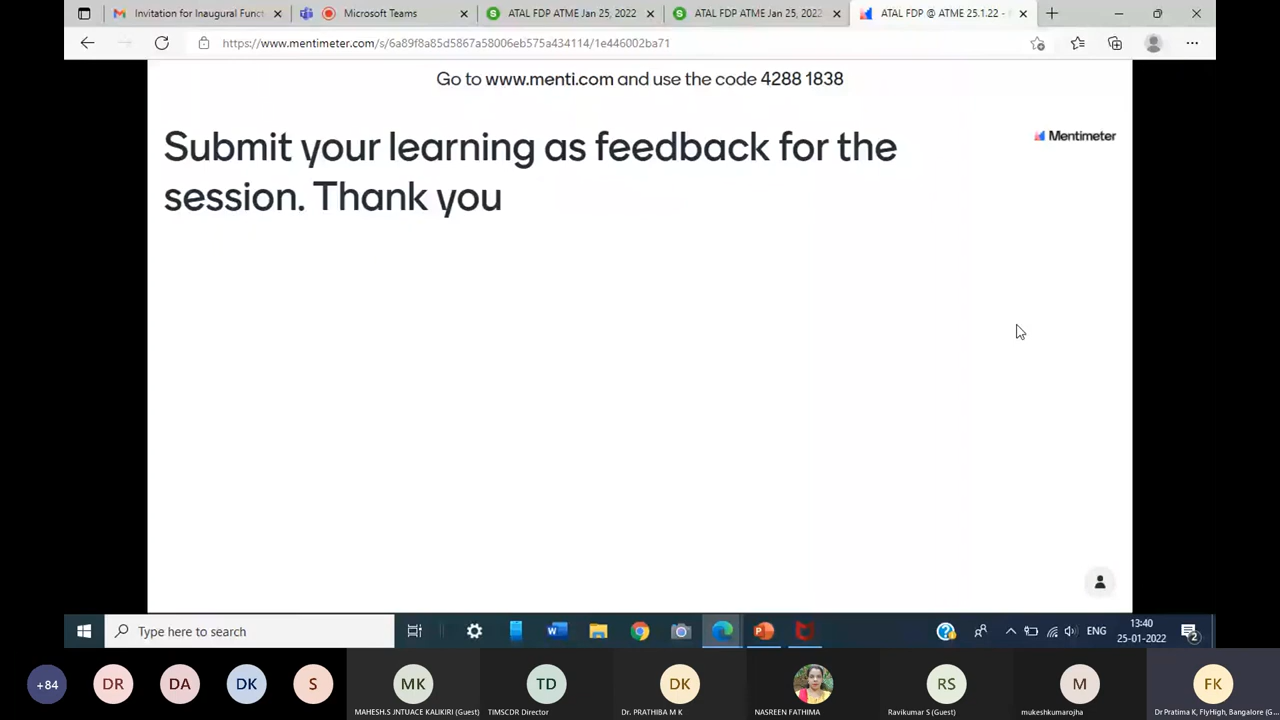 Invitation for Inaugural Funct
Microsoft Teams
ATAL FDP ATME Jan 25, 2022
ATAL FDP ATME Jan 25, 2022
ATAL FDP @ ATME 25.1.22 -
https://www.mentimeter.com/s/6a89f8a85d5867a58006eb575a434114/1e446002ba71
Go to www.menti.com and use the code 4288 1838
Submit your learning as feedback for the
session. Thank you
Mentimeter
Type here to search
ENG
13:40
25-01-2022
2
+84
DR
DA
DK
S
MK
TD
DK
RS
M
FK
MAHESH.S JNTUACE KALIKIRI (Guest)
TIMSCDR Director
Dr. PRATHIBA M K
NASREEN FATHIMA
Ravikumar S (Guest)
mukeshkumarojha
Dr Pratima K, FlyHigh, Bangalore (G...